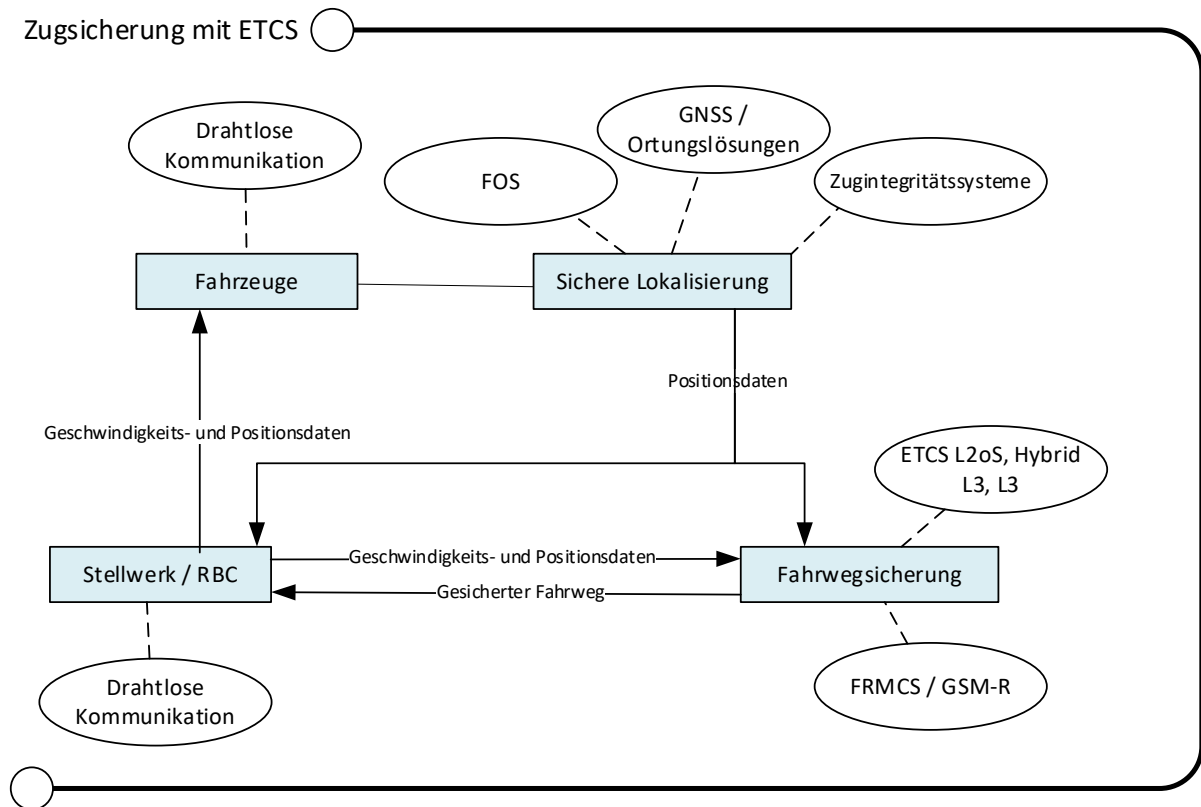 Zugsicherung mit ETCS
Drahtlose
Kommunikation
FOS
GNSS /
Ortungslösungen
Zugintegritätssysteme
Fahrzeuge
Sichere Lokalisierung
Positionsdaten
Geschwindigkeits- und Positionsdaten
ETCS L2oS, Hybrid
L3, L3
Stellwerk / RBC
Geschwindigkeits- und Positionsdaten
Gesicherter Fahrweg
Fahrwegsicherung
Drahtlose
Kommunikation
FRMCS / GSM-R